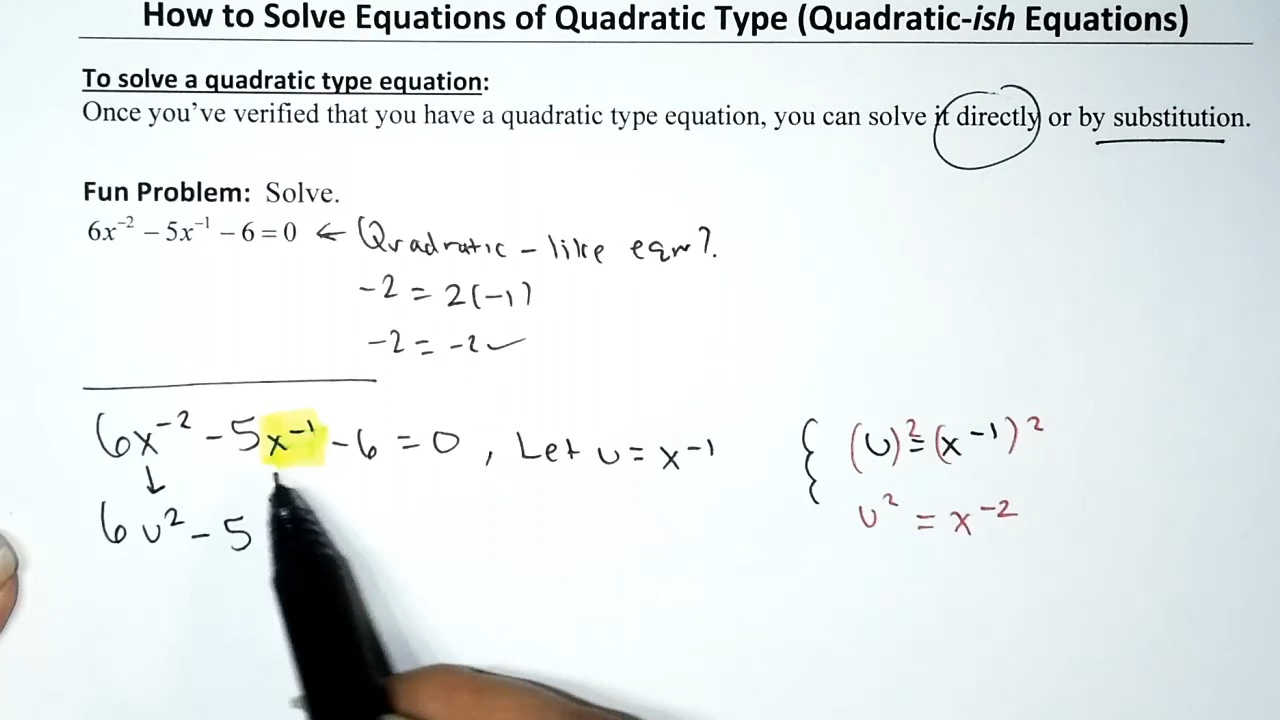 How to Solve Equations of Quadratic Type (Quadratic-ish Equations)
To solve a quadratic type equation:
Once you've verified that you have a quadratic type equation, you can solve it directly or by substitution.
Fun Problem: Solve.
6x⁻² − 5x⁻¹ − 6 = 0 ← Quadratic - like eqn?
-2 = 2(-1)
-2 = -2 ✓
6x⁻² - 5x⁻¹ - 6 = 0 , Let u = x⁻¹ { (u)² = (x⁻¹)²
↓
6u² - 5 u² = x⁻²